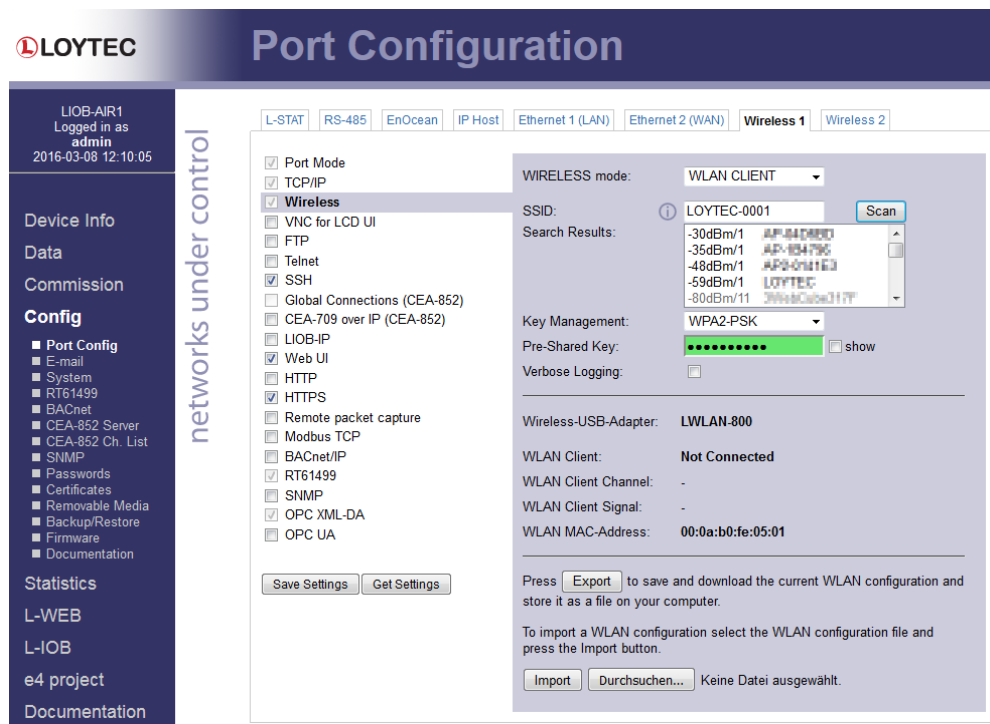 LOYTEC
Port Configuration
LIOB-AIR1
Logged in as
admin
2016-03-08 12:10:05
Device Info
Data
Commission
Config
Port Config
E-mail
System
RT61499
BACnet
CEA-852 Server
CEA-852 Ch. List
SNMP
Passwords
Certificates
Removable Media
Backup/Restore
Firmware
Documentation
Statistics
L-WEB
L-IOB
e4 project
Documentation
networks under control
L-STAT RS-485 EnOcean IP Host Ethernet 1 (LAN) Ethernet 2 (WAN) Wireless 1 Wireless 2
Port Mode
TCP/IP
Wireless
VNC for LCD UI
FTP
Telnet
SSH
Global Connections (CEA-852)
CEA-709 over IP (CEA-852)
LIOB-IP
Web UI
HTTP
HTTPS
Remote packet capture
Modbus TCP
BACnet/IP
RT61499
SNMP
OPC XML-DA
OPC UA
Save Settings Get Settings
WIRELESS mode: WLAN CLIENT
SSID: LOYTEC-0001 Scan
Search Results:
-30dBm/1
-35dBm/1
-48dBm/1
-59dBm/1 LOYTEC
-80dBm/11
Key Management: WPA2-PSK
Pre-Shared Key: ●●●●●●●●●● show
Verbose Logging:
Wireless-USB-Adapter: LWLAN-800
WLAN Client: Not Connected
WLAN Client Channel: -
WLAN Client Signal: -
WLAN MAC-Address: 00:0a:b0:fe:05:01
Press Export to save and download the current WLAN configuration and
store it as a file on your computer.
To import a WLAN configuration select the WLAN configuration file and
press the Import button.
Import Durchsuchen... Keine Datei ausgewählt.